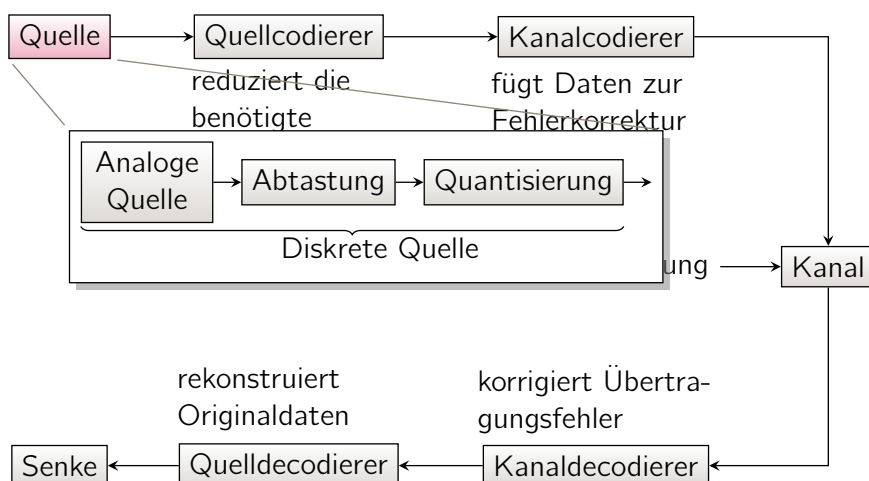 Quelle
Quellcodierer
Kanalcodierer
reduziert die
benötigte
fügt Daten zur
Fehlerkorrektur
Analoge
Quelle
Abtastung
Quantisierung
Diskrete Quelle
ung
Kanal
rekonstruiert
Originaldaten
korrigiert Übertra-
gungsfehler
Senke
Quelldecodierer
Kanaldecodierer